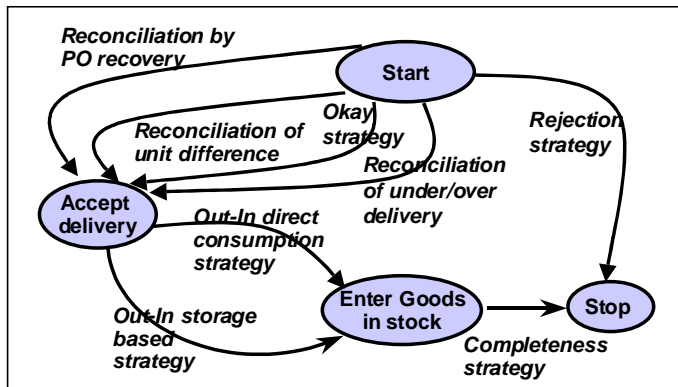 Reconciliation by
PO recovery
Start
Okay
strategy
Reconciliation of
unit difference
Rejection
strategy
Reconciliation
of under/over
delivery
Accept
delivery
Out-In direct
consumption
strategy
Enter Goods
in stock
Stop
Out-In storage
based
strategy
Completeness
strategy